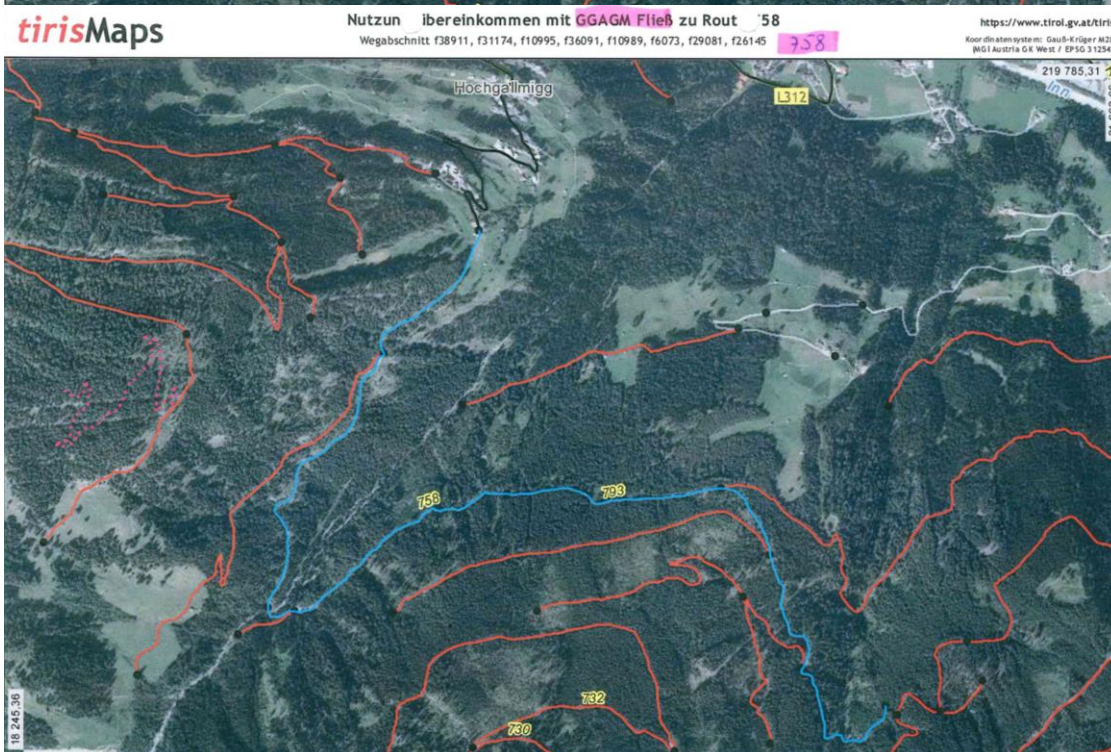 tirisMaps
Nutzun ibereinkommen mit GGAGM Fließ zu Rout 58
Wegabschnitt f38911, f31174, f10995, f36091, f10989, f6073, f29081, f26145
758
https://www.tirol.gv.at/tiris
Koordinatensystem: Gauß-Krüger M28
(MGI Austria GK West / EPSG 31254)
219 785,31
Hochgallmigg
L312
Inn
758
793
732
730
18 245,36